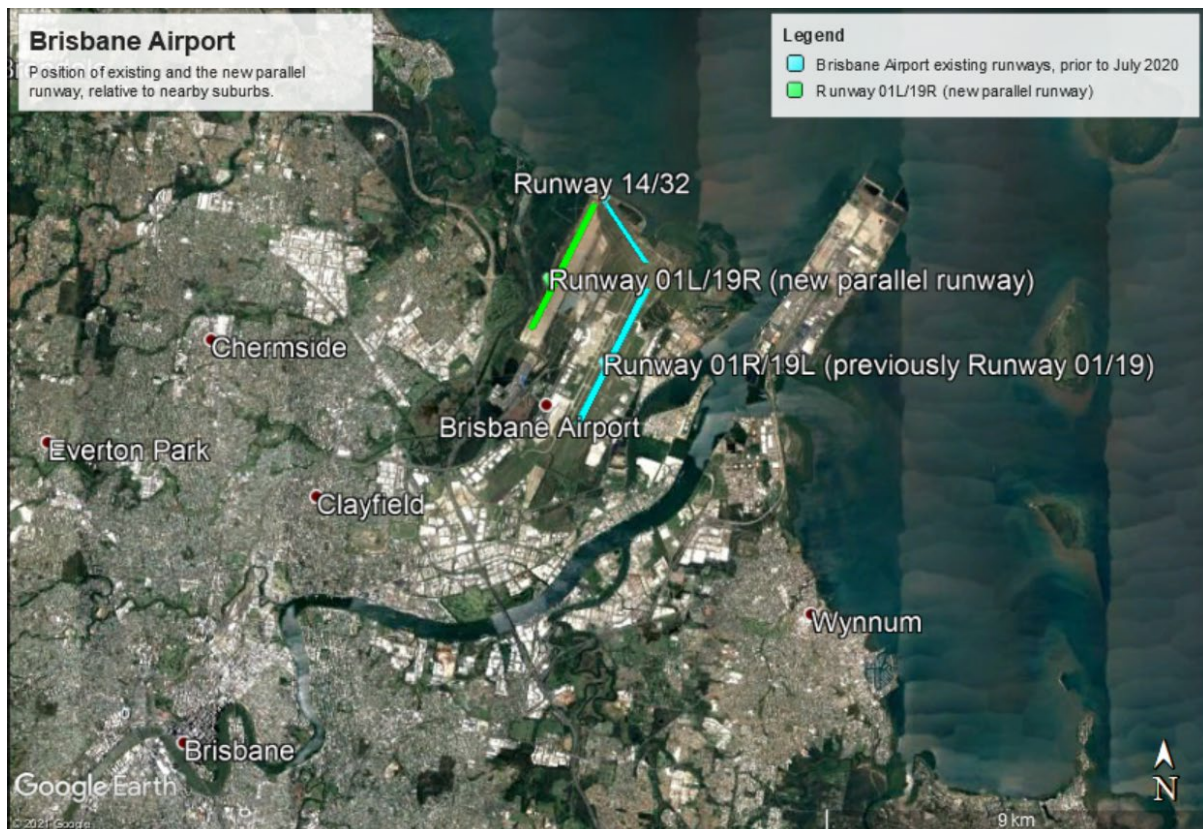 Brisbane Airport
Position of existing and the new parallel
runway, relative to nearby suburbs.
Legend
Brisbane Airport existing runways, prior to July 2020
Runway 01L/19R (new parallel runway)
Runway 14/32
Runway 01L/19R (new parallel runway)
Chermside
Runway 01R/19L (previously Runway 01/19)
Brisbane Airport
Everton Park
Clayfield
Wynnum
Brisbane
Google Earth
N
© 2021 Google
9 km